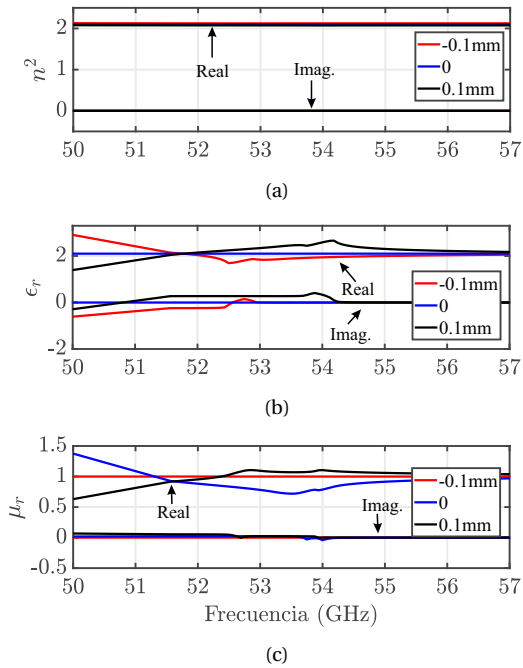 2
1
0
n²
Real
Imag.
-0.1mm
0
0.1mm
50 51 52 53 54 55 56 57
(a)
2
0
-2
ϵr
Real
Imag.
-0.1mm
0
0.1mm
50 51 52 53 54 55 56 57
(b)
1.5
1
0.5
0
-0.5
μr
Real
Imag.
-0.1mm
0
0.1mm
50 51 52 53 54 55 56 57
Frecuencia (GHz)
(c)